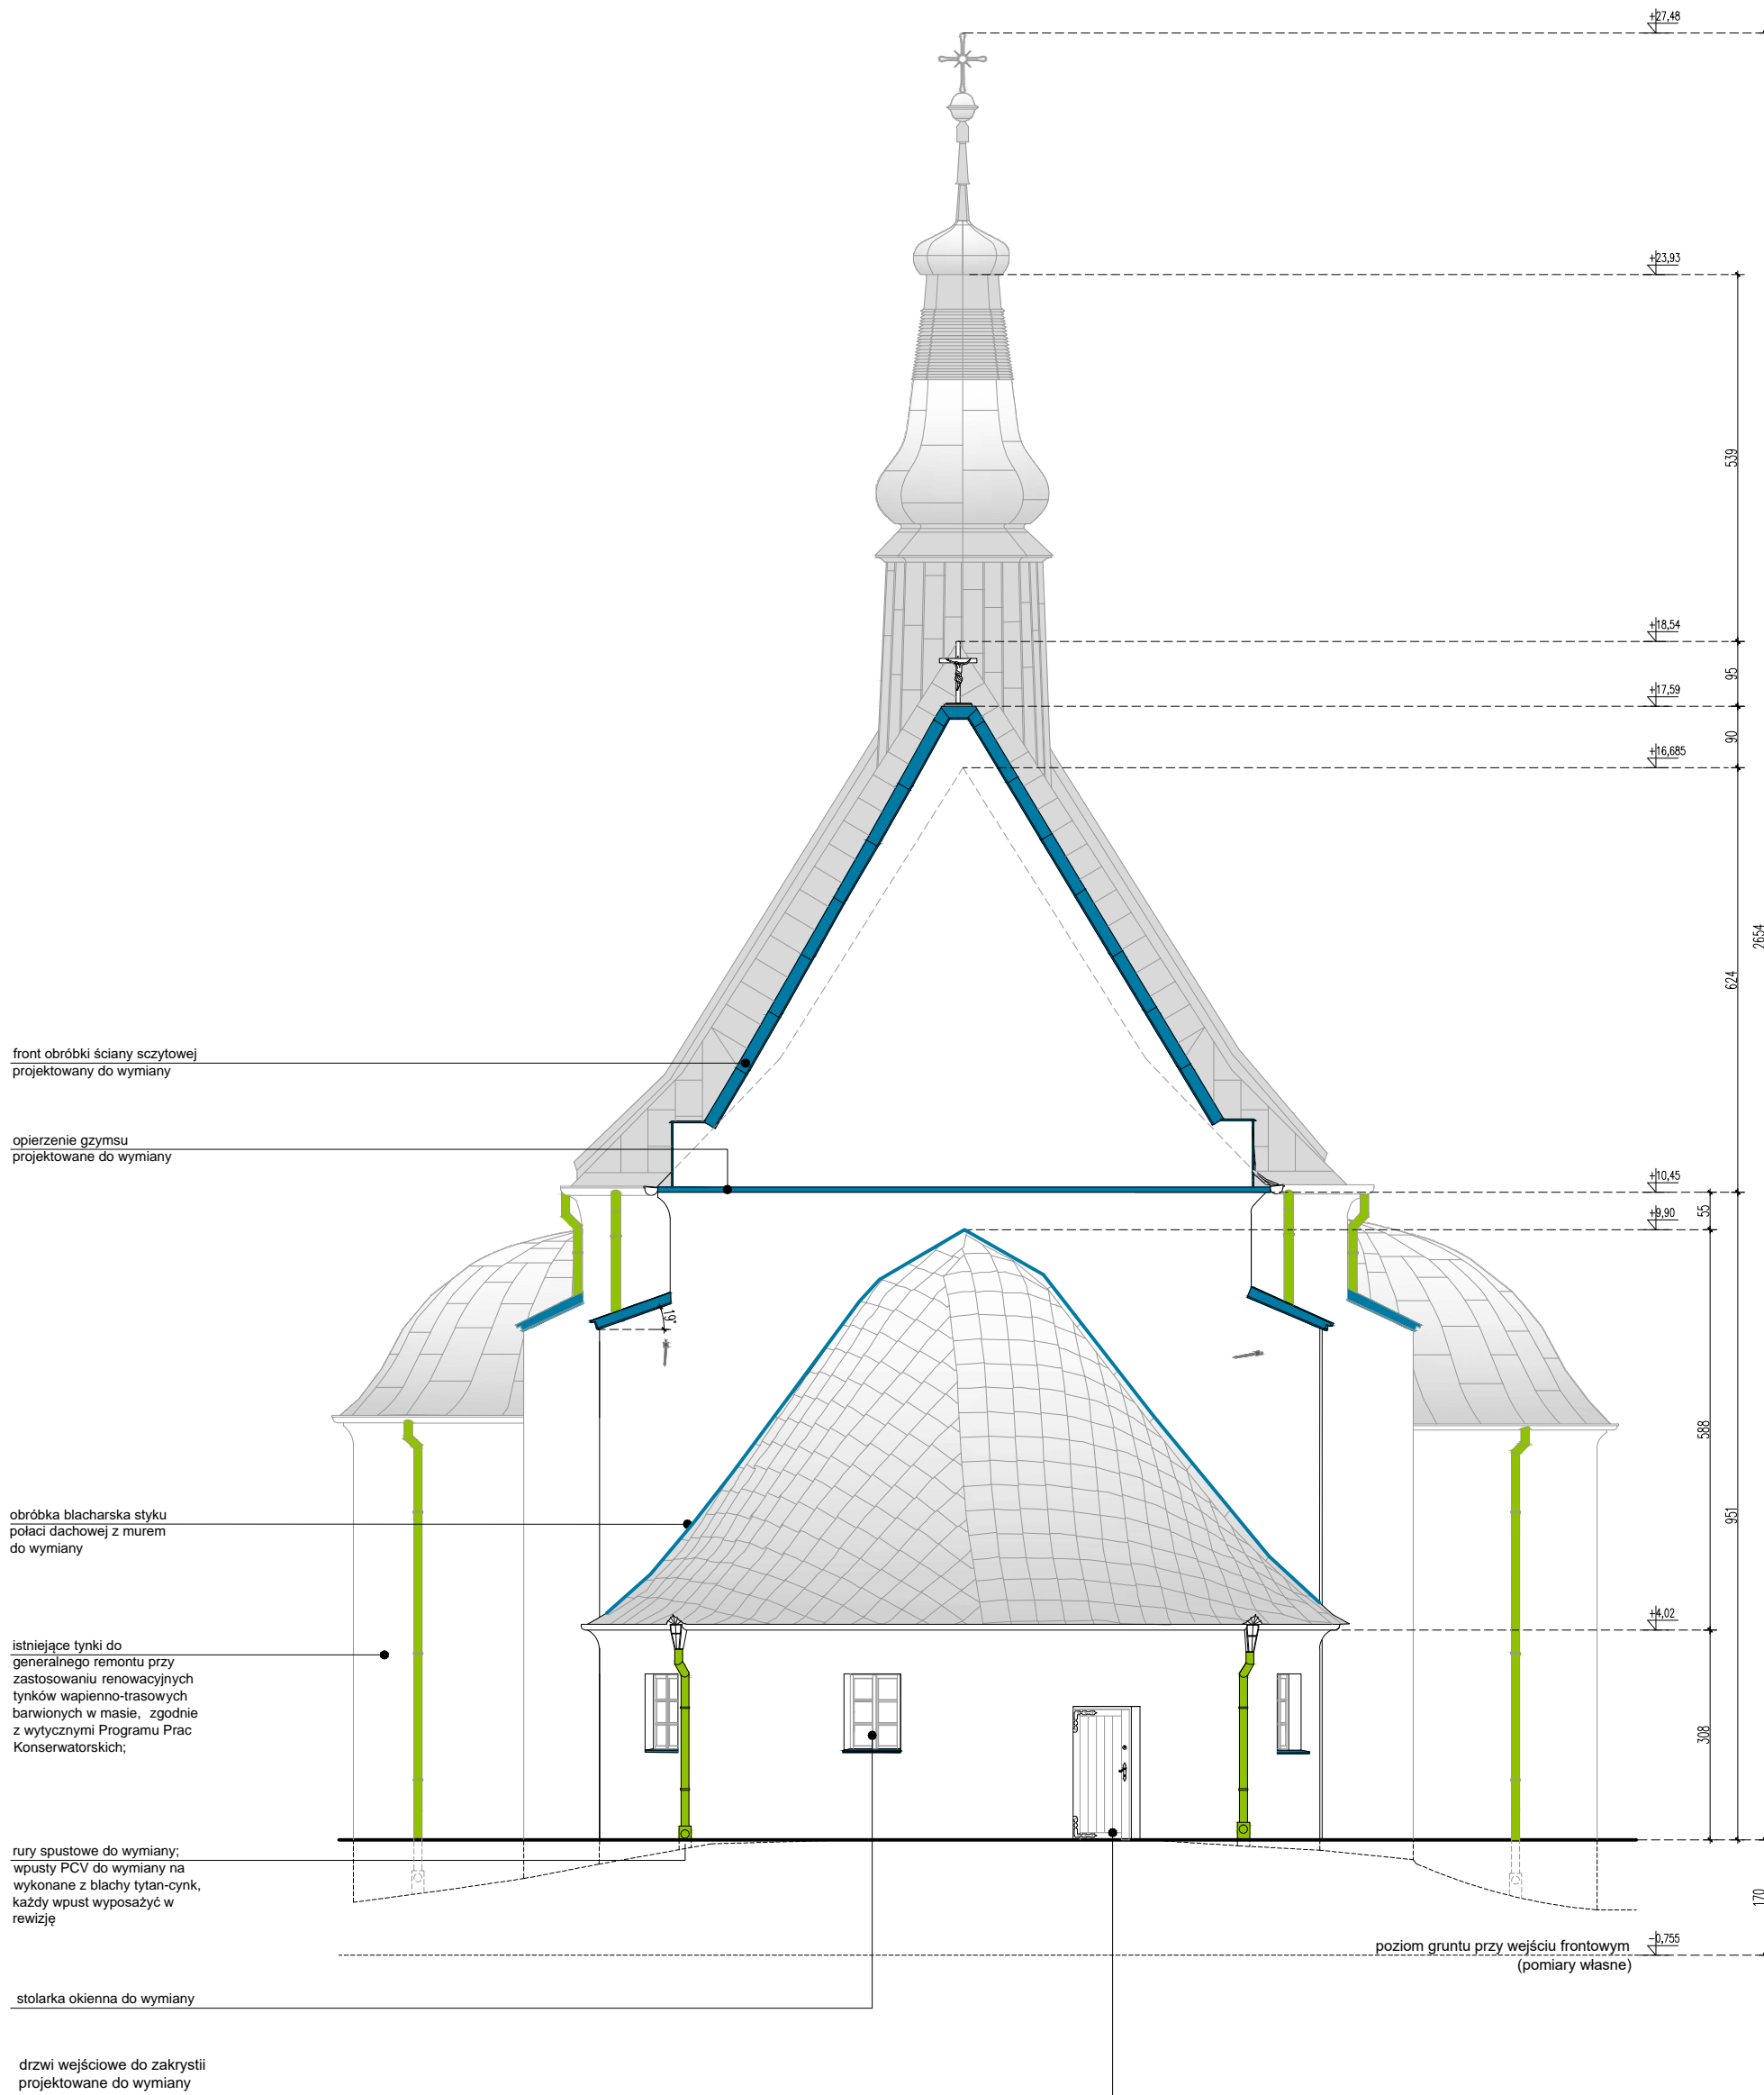 +27,48
+23,93
539
+18,54
95
+17,59
90
+16,685
2654
624
front obróbki ściany sczytowej
projektowany do wymiany
opierzenie gzymsu
projektowane do wymiany
+10,45
55
+9,90
19°
588
951
obróbka blacharska styku
połaci dachowej z murem
do wymiany
+4,02
istniejące tynki do
generalnego remontu przy
zastosowaniu renowacyjnych
tynków wapienno-trasowych
barwionych w masie, zgodnie
z wytycznymi Programu Prac
Konserwatorskich;
308
rury spustowe do wymiany;
wpusty PCV do wymiany na
wykonane z blachy tytan-cynk,
każdy wpust wyposażyć w
rewizję
170
poziom gruntu przy wejściu frontowym
(pomiary własne)
-0,755
stolarka okienna do wymiany
drzwi wejściowe do zakrystii
projektowane do wymiany